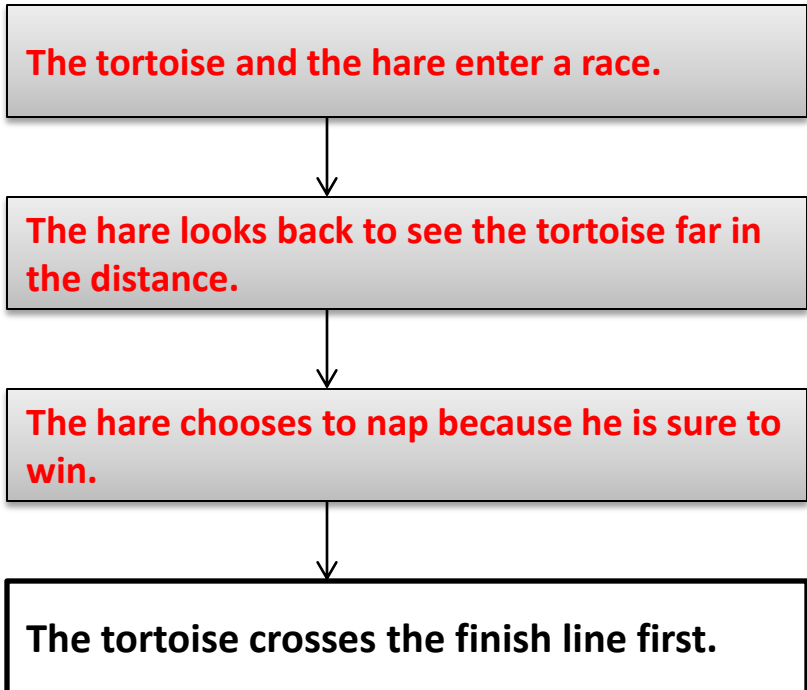 The tortoise and the hare enter a race.
The hare looks back to see the tortoise far in
the distance.
The hare chooses to nap because he is sure to
win.
The tortoise crosses the finish line first.